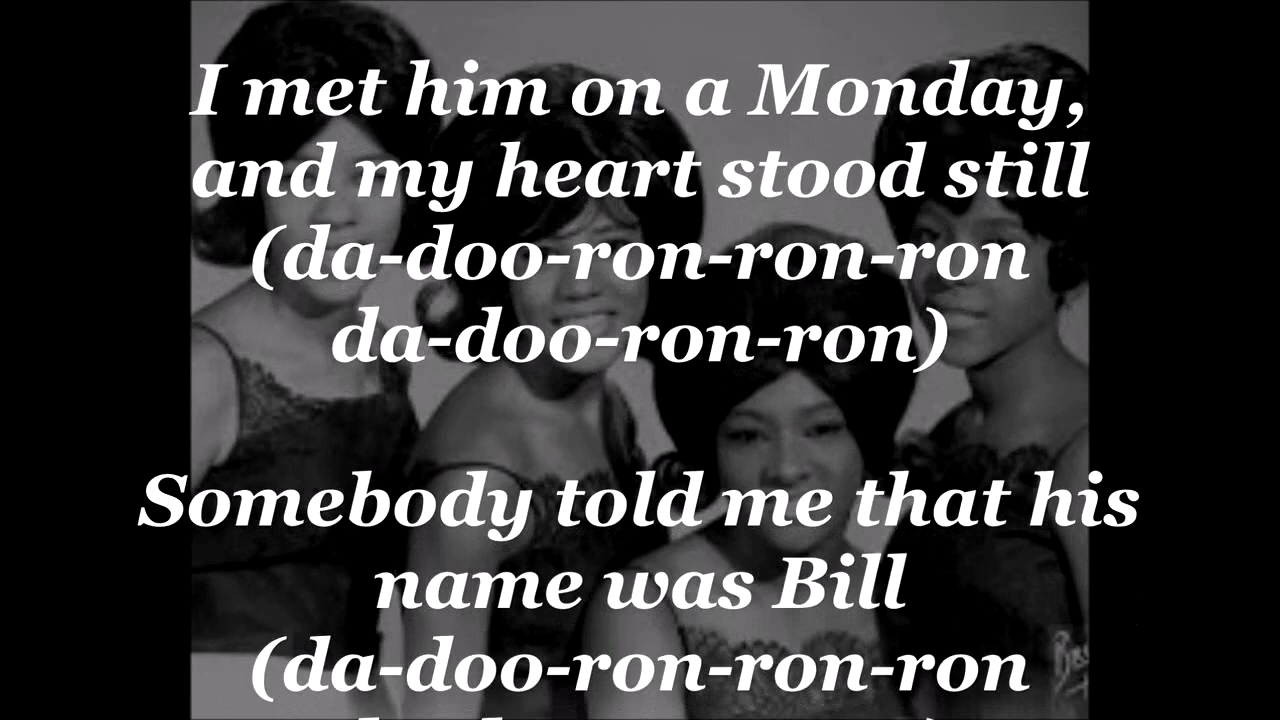 I met him on a Monday,
and my heart stood still
(da-doo-ron-ron-ron
da-doo-ron-ron)
Somebody told me that his
name was Bill
(da-doo-ron-ron-ron